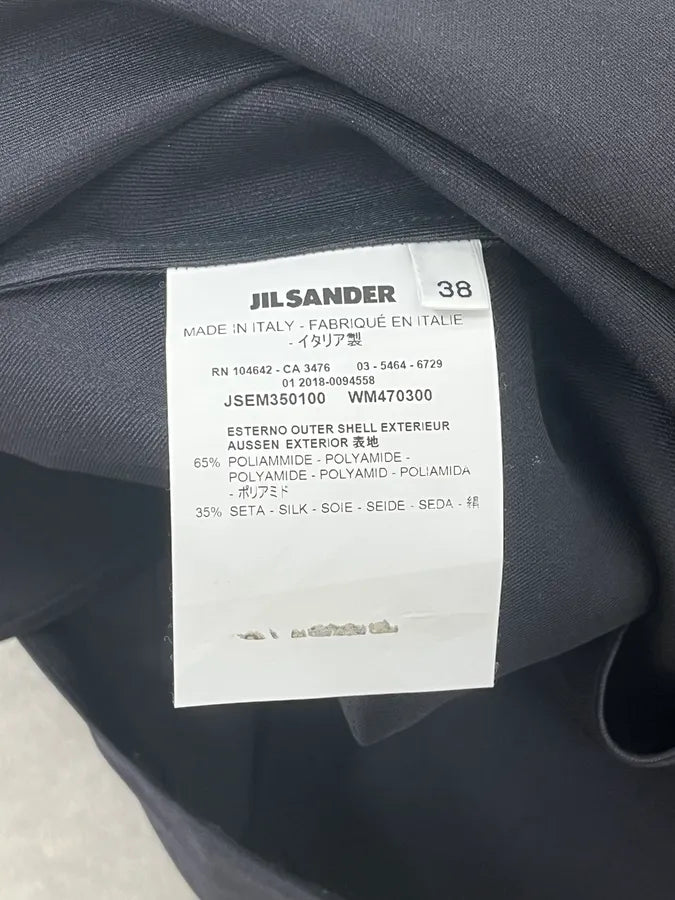 JIL SANDER
38
MADE IN ITALY - FABRIQUÉ EN ITALIE
- イタリア製
RN 104642 - CA 3476 03 - 5464 - 6729
01 2018-0094558
JSEM350100 WM470300
ESTERNO OUTER SHELL EXTERIEUR
AUSSEN EXTERIOR 表地
65% POLIAMMIDE - POLYAMIDE -
POLYAMIDE - POLYAMID - POLIAMIDA
- ポリアミド
35% SETA - SILK - SOIE - SEIDE - SEDA - 絹